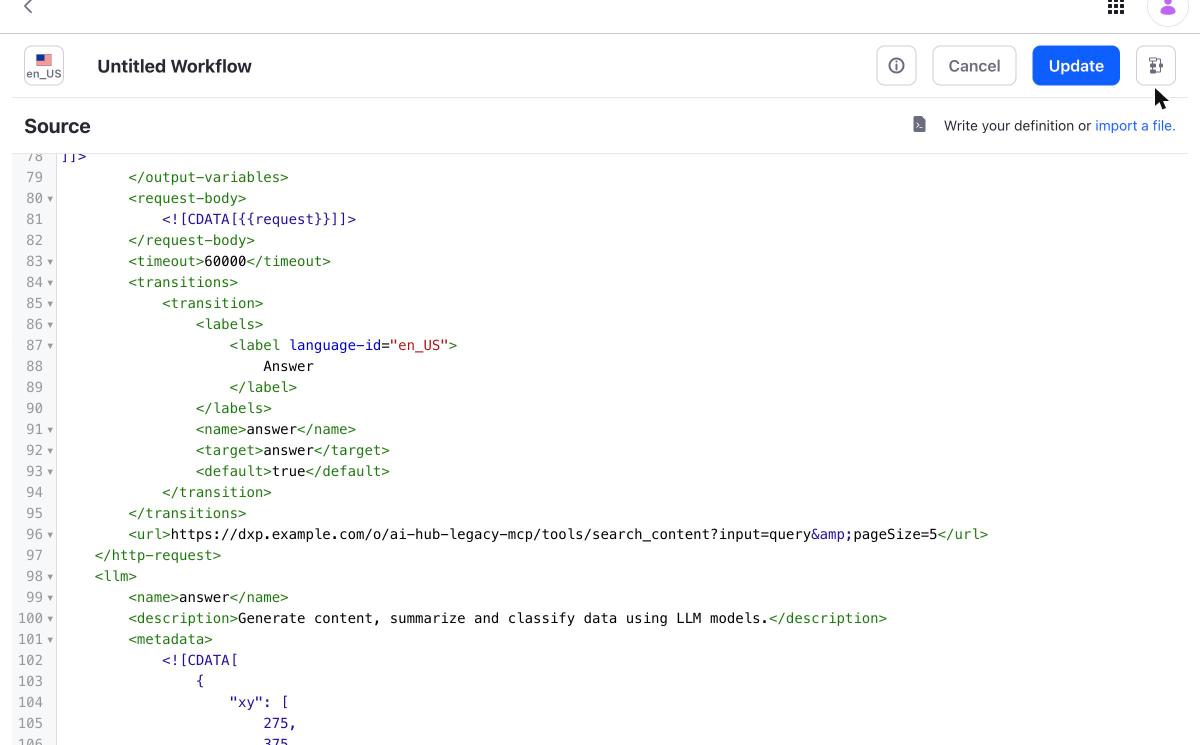 en_US
Untitled Workflow
Cancel
Update
Source
Write your definition or import a file.
78 ]]>
79 </output-variables>
80 <request-body>
81 <![CDATA[{{request}}]]>
82 </request-body>
83 <timeout>60000</timeout>
84 <transitions>
85 <transition>
86 <labels>
87 <label language-id="en_US">
88 Answer
89 </label>
90 </labels>
91 <name>answer</name>
92 <target>answer</target>
93 <default>true</default>
94 </transition>
95 </transitions>
96 <url>https://dxp.example.com/o/ai-hub-legacy-mcp/tools/search_content?input=query&amp;pageSize=5</url>
97 </http-request>
98 <llm>
99 <name>answer</name>
100 <description>Generate content, summarize and classify data using LLM models.</description>
101 <metadata>
102 <![CDATA[
103 {
104 "xy": [
105 275,
106 375